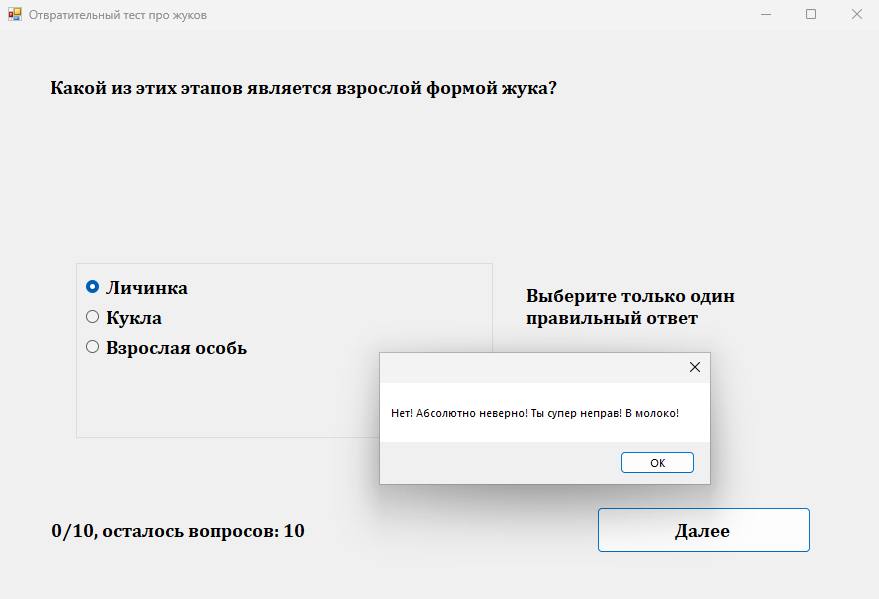 Отвратительный тест про жуков
Какой из этих этапов является взрослой формой жука?
Личинка
Кукла
Взрослая особь
Выберите только один
правильный ответ
Нет! Абсолютно неверно! Ты супер неправ! В молоко!
ОК
0/10, осталось вопросов: 10
Далее